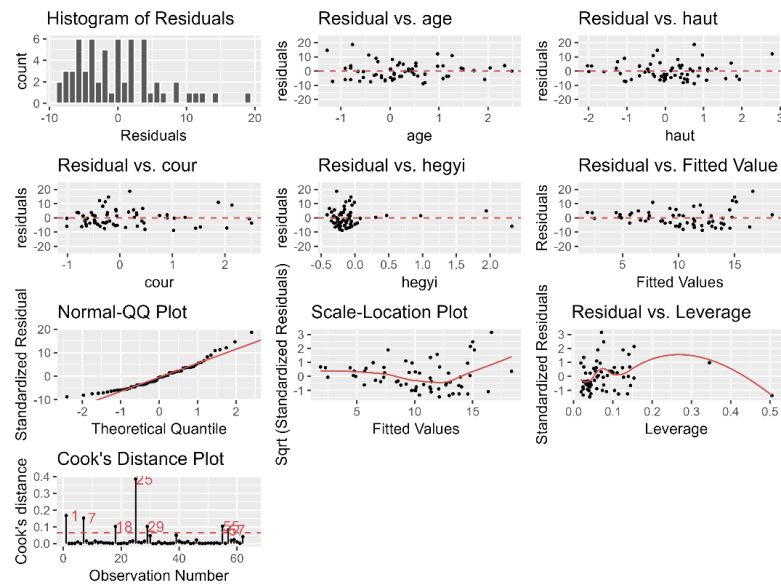 Histogram of Residuals
count
6
4
2
0
-10 0 10 20
Residuals
Residual vs. age
residuals
20
10
0
-10
-20
-1 0 1 2
age
Residual vs. haut
residuals
20
10
0
-10
-20
-2 -1 0 1 2 3
haut
Residual vs. cour
residuals
20
10
0
-10
-20
-1 0 1 2
cour
Residual vs. hegyi
residuals
20
10
0
-10
-20
-0.5 0.0 0.5 1.0 1.5 2.0
hegyi
Residual vs. Fitted Value
Residuals
20
10
0
-10
-20
5 10 15
Fitted Values
Normal-QQ Plot
Standardized Residual
20
10
0
-10
-2 -1 0 1 2
Theoretical Quantile
Scale-Location Plot
Sqrt (Standardized Residuals)
3
2
1
0
-1
5 10 15
Fitted Values
Residual vs. Leverage
Standardized Residuals
3
2
1
0
-1
0.0 0.1 0.2 0.3 0.4 0.5
Leverage
Cook's Distance Plot
Cook's distance
0.4
0.3
0.2
0.1
0.0
1 7 18 25 29 55
0 20 40 60
Observation Number